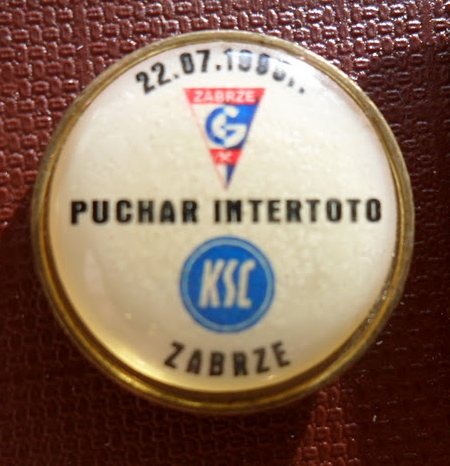 ZABRZE
G
PUCHAR INTERTOTO
KSC
ZABRZE